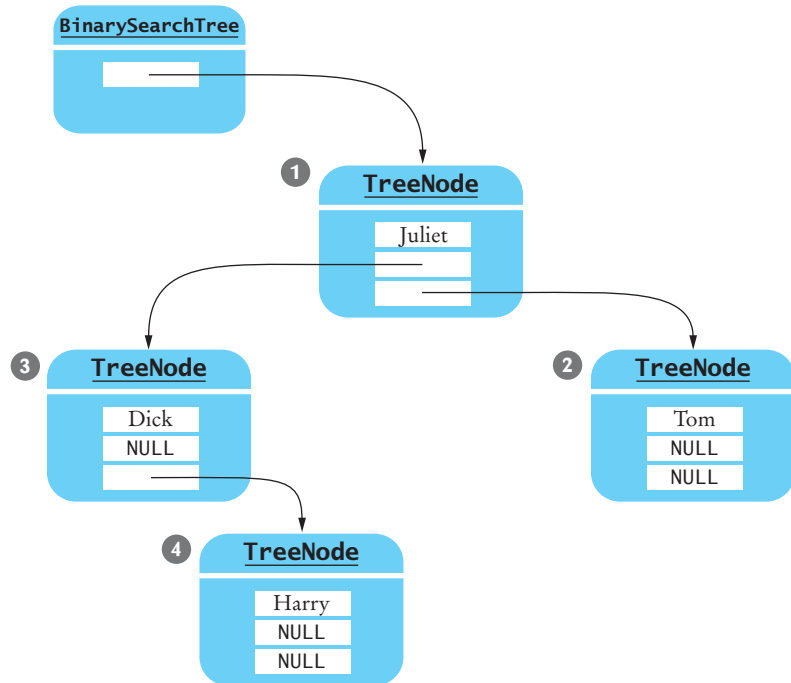 BinarySearchTree
1
TreeNode
Juliet
3
TreeNode
Dick
NULL
2
TreeNode
Tom
NULL
NULL
4
TreeNode
Harry
NULL
NULL